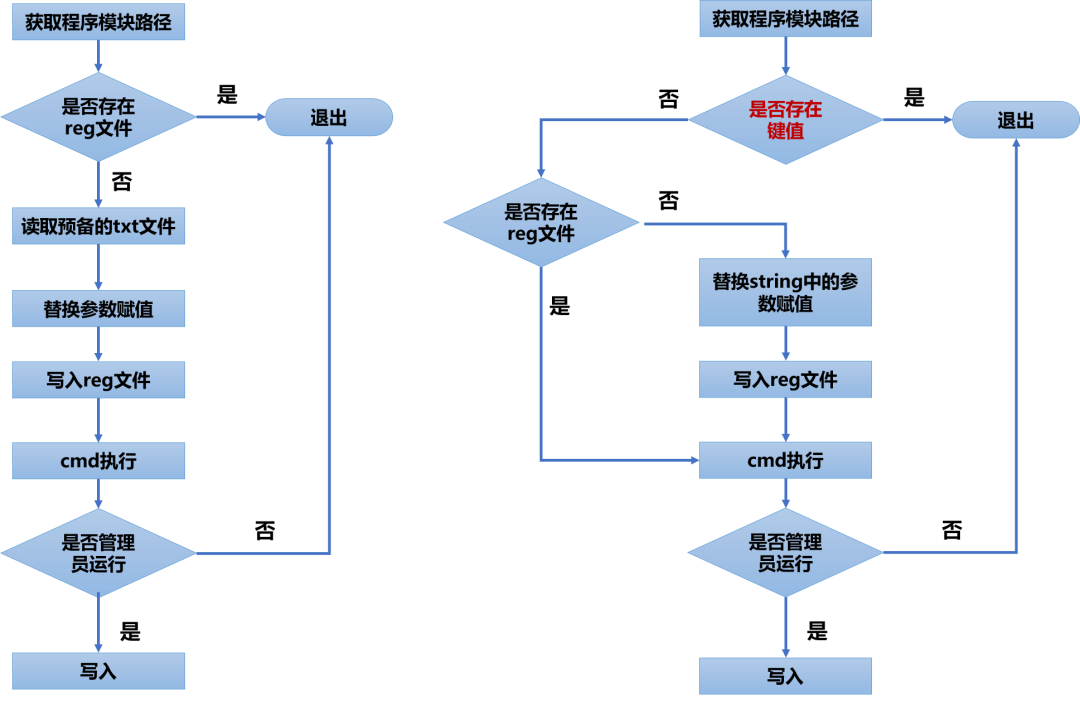 获取程序模块路径
是否存在
reg文件
是
退出
否
读取预备的txt文件
替换参数赋值
写入reg文件
cmd执行
是否管理
员运行
否
是
写入
获取程序模块路径
是否存在
键值
是
退出
否
是否存在
reg文件
否
是
替换string中的参
数赋值
写入reg文件
cmd执行
是否管理
员运行
否
是
写入